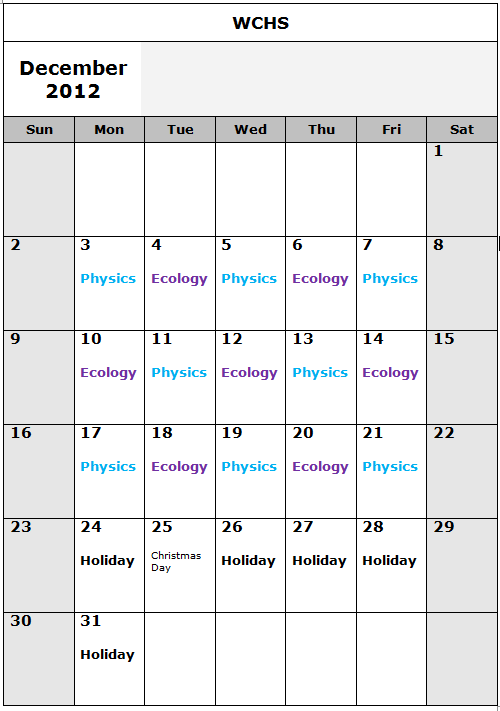 WCHS
December
2012
Sun Mon Tue Wed Thu Fri Sat
1
2 3 4 5 6 7 8
Physics Ecology Physics Ecology Physics
9 10 11 12 13 14 15
Ecology Physics Ecology Physics Ecology
16 17 18 19 20 21 22
Physics Ecology Physics Ecology Physics
23 24 25 26 27 28 29
Holiday Christmas Holiday Holiday Holiday
Day
30 31
Holiday